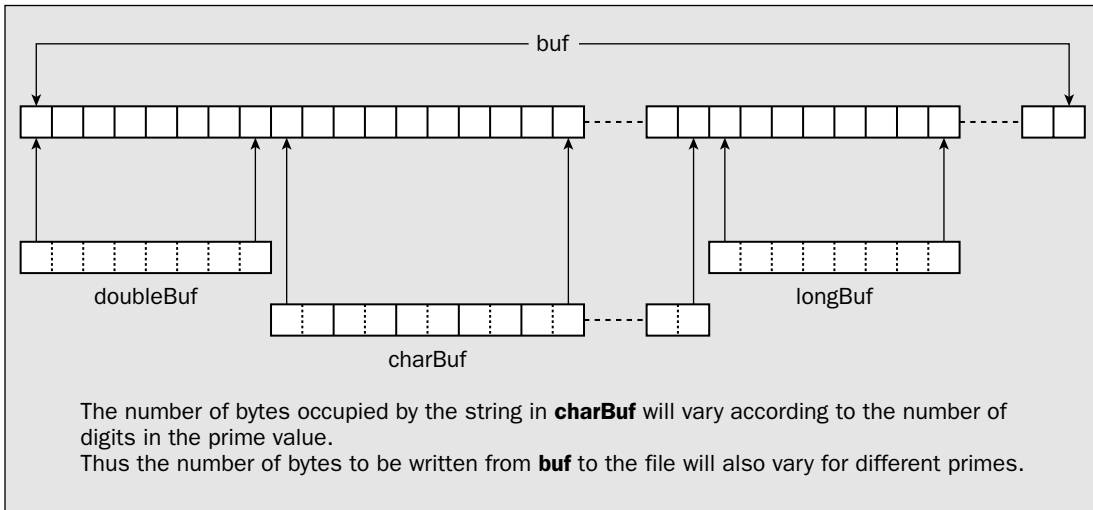 buf
doubleBuf
longBuf
charBuf
The number of bytes occupied by the string in charBuf will vary according to the number of
digits in the prime value.
Thus the number of bytes to be written from buf to the file will also vary for different primes.